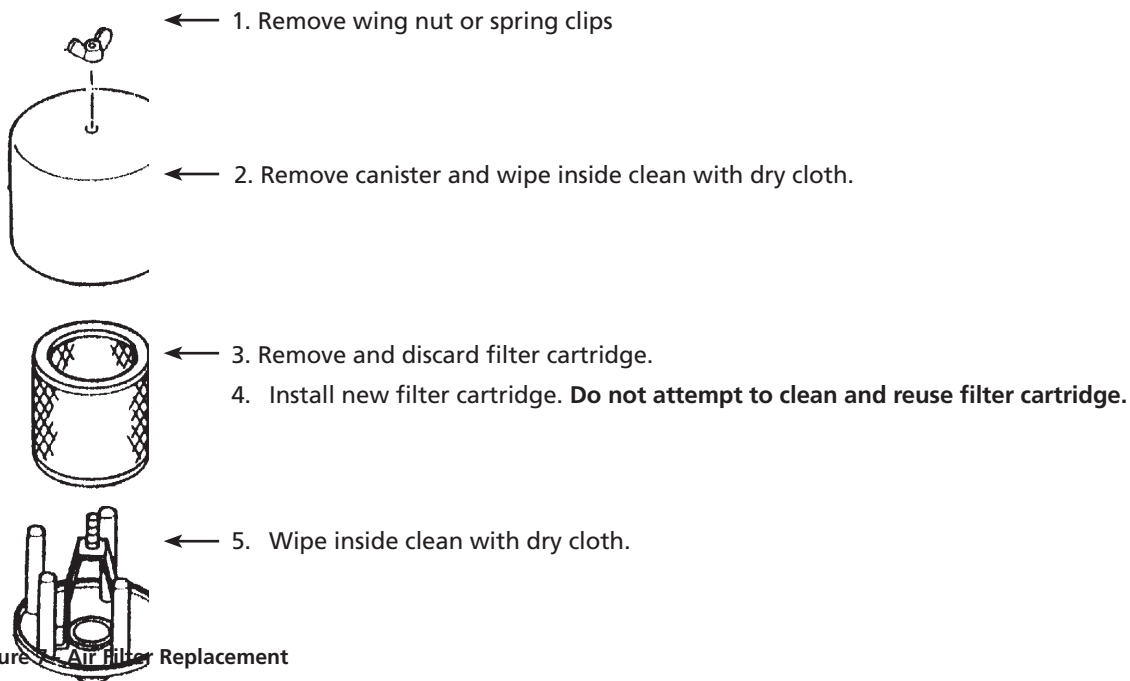 1. Remove wing nut or spring clips
2. Remove canister and wipe inside clean with dry cloth.
3. Remove and discard filter cartridge.
4. Install new filter cartridge. Do not attempt to clean and reuse filter cartridge.
5. Wipe inside clean with dry cloth.
ure 7 - Air Filter Replacement